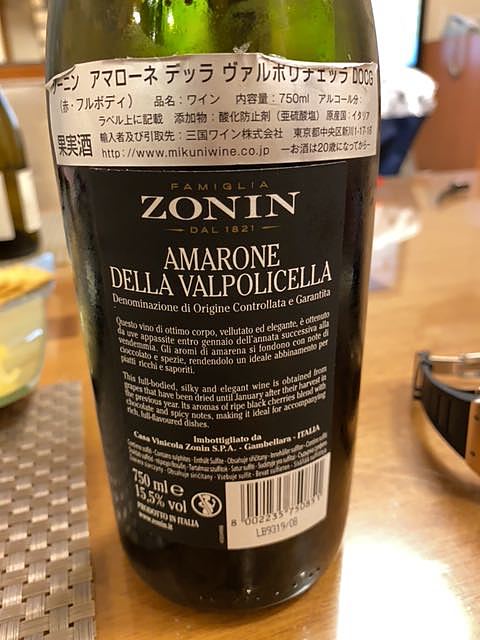 ゾーニン アマローネ デッラ ヴァルポリチェッラ DOCG
(赤・フルボディ) 品名：ワイン 内容量：750ml アルコール分：
ラベル上に記載 添加物：酸化防止剤（亜硫酸塩）原産国：イタリア
果実酒 輸入者及び引取先：三国ワイン株式会社 東京都中央区新川1-17-18
http://www.mikuniwine.co.jp —お酒は20歳になってから—
FAMIGLIA
ZONIN
DAL 1821
AMARONE
DELLA VALPOLICELLA
Denominazione di Origine Controllata e Garantita
Questo vino di ottimo corpo, vellutato ed elegante, è ottenuto
da uve appassite entro gennaio dell'annata successiva alla
vendemmia. Gli aromi di amarena si fondono con note di
cioccolato e spezie, rendendolo un ideale abbinamento per
piatti ricchi e saporiti.
This full-bodied, silky and elegant wine is obtained from
grapes that have been dried until January after their harvest in
the previous year. Its aromas of ripe black cherries blend with
chocolate and spicy notes, making it ideal for accompanying
rich, full-flavoured dishes.
Imbottigliato da
Casa Vinicola Zonin S.P.A. - Gambellara - ITALIA
750 ml e
15,5% vol
PRODOTTO IN ITALIA
www.zonin.it
8 002235 730851
LB9319/08